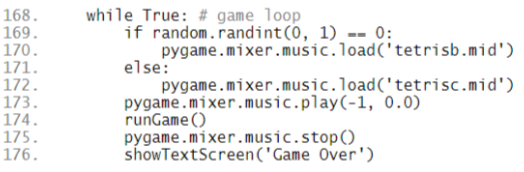 168.     while True: # game loop
169.         if random.randint(0, 1) == 0:
170.             pygame.mixer.music.load('tetrisb.mid')
171.         else:
172.             pygame.mixer.music.load('tetrisc.mid')
173.         pygame.mixer.music.play(-1, 0.0)
174.         runGame()
175.         pygame.mixer.music.stop()
176.         showTextScreen('Game Over')